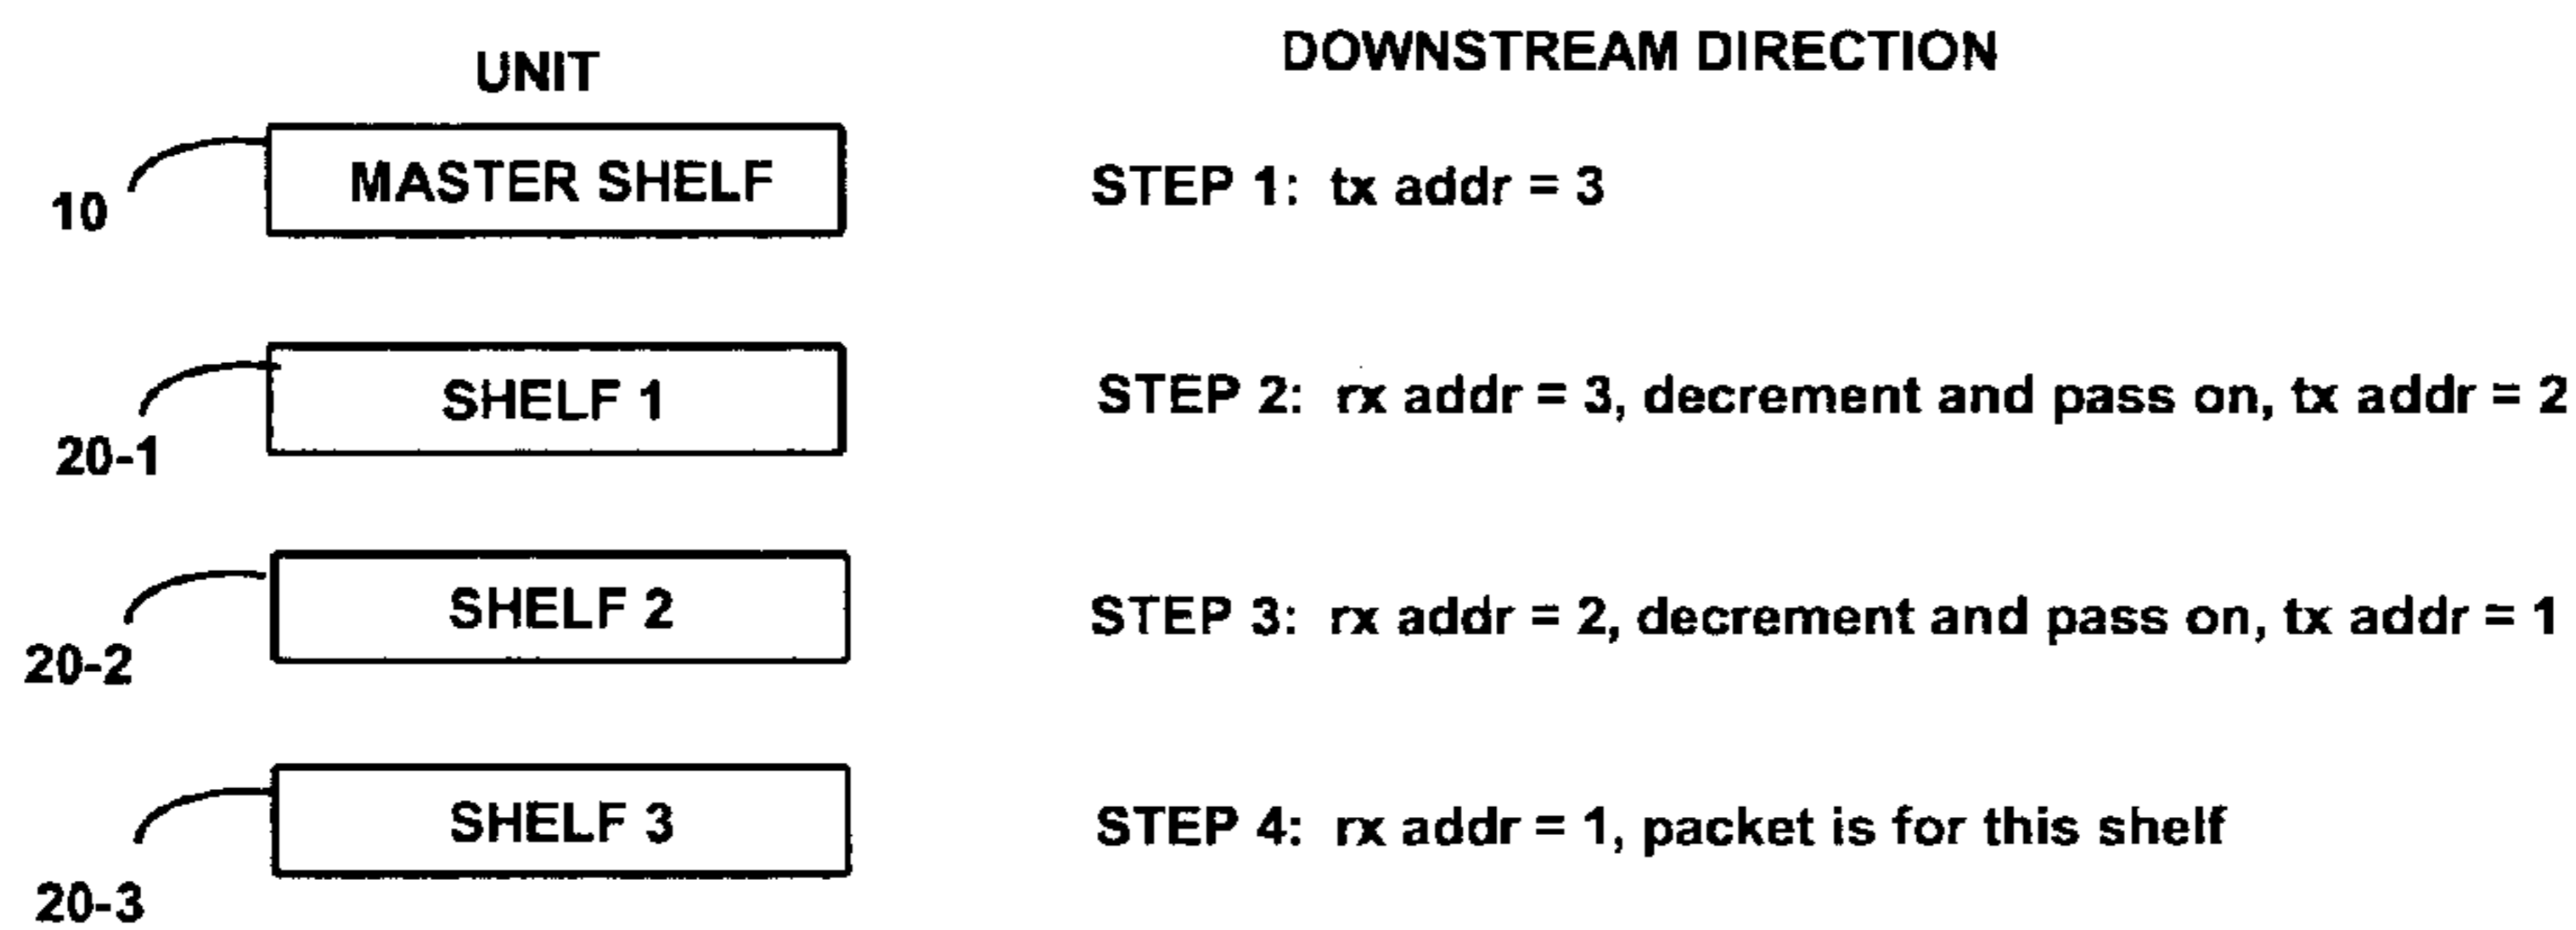 UNIT
DOWNSTREAM DIRECTION
10
MASTER SHELF
STEP 1: tx addr = 3
20-1
SHELF 1
STEP 2: rx addr = 3, decrement and pass on, tx addr = 2
20-2
SHELF 2
STEP 3: rx addr = 2, decrement and pass on, tx addr = 1
20-3
SHELF 3
STEP 4: rx addr = 1, packet is for this shelf